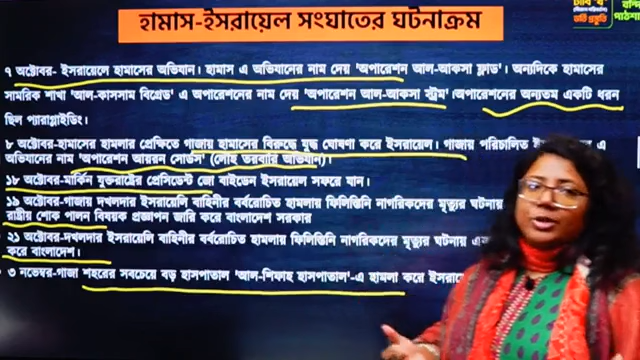 হামাস-ইসরায়েল সংঘাতের ঘটনাক্রম
ভর্তি প্রস্তুতি
পাঠশা
৭ অক্টোবর- ইসরায়েলে হামাসের অভিযান। হামাস এ অভিযানের নাম দেয় 'অপারেশন আল-আকসা ফ্লাড'। অন্যদিকে হামাসের
সামরিক শাখা 'আল-কাসসাম বিগ্রেড' এ অপারেশনের নাম দেয় 'অপারেশন আল-আকসা স্ট্রম'।অপারেশনের অন্যতম একটি ধরন
ছিল প্যারাগ্লাইডিং।
৮ অক্টোবর-হামাসের হামলার প্রেক্ষিতে গাজায় হামাসের বিরুদ্ধে যুদ্ধ ঘোষণা করে ইসরায়েল। গাজায় পরিচালিত ই এ
অভিযানের নাম 'অপারেশন আয়রন সোর্ডস' (লৌহ তরবারি অভিযান)।
১৮ অক্টোবর-মার্কিন যুক্তরাষ্ট্রের প্রেসিডেন্ট জো বাইডেন ইসরায়েল সফরে যান।
১৯ অক্টোবর-গাজায় দখলদার ইসরায়েলি বাহিনীর বর্বরোচিত হামলায় ফিলিস্তিনি নাগরিকদের মৃত্যুর ঘটনায়
রাষ্ট্রীয় শোক পালন বিষয়ক প্রজ্ঞাপন জারি করে বাংলাদেশ সরকার
২১ অক্টোবর-দখলদার ইসরায়েলি বাহিনীর বর্বরোচিত হামলায় ফিলিস্তিনি নাগরিকদের মৃত্যুর ঘটনায় এক
করে বাংলাদেশ।
৩ নভেম্বর-গাজা শহরের সবচেয়ে বড় হাসপাতাল 'আল-শিফাহ হাসপাতাল'-এ হামলা করে ইসরা